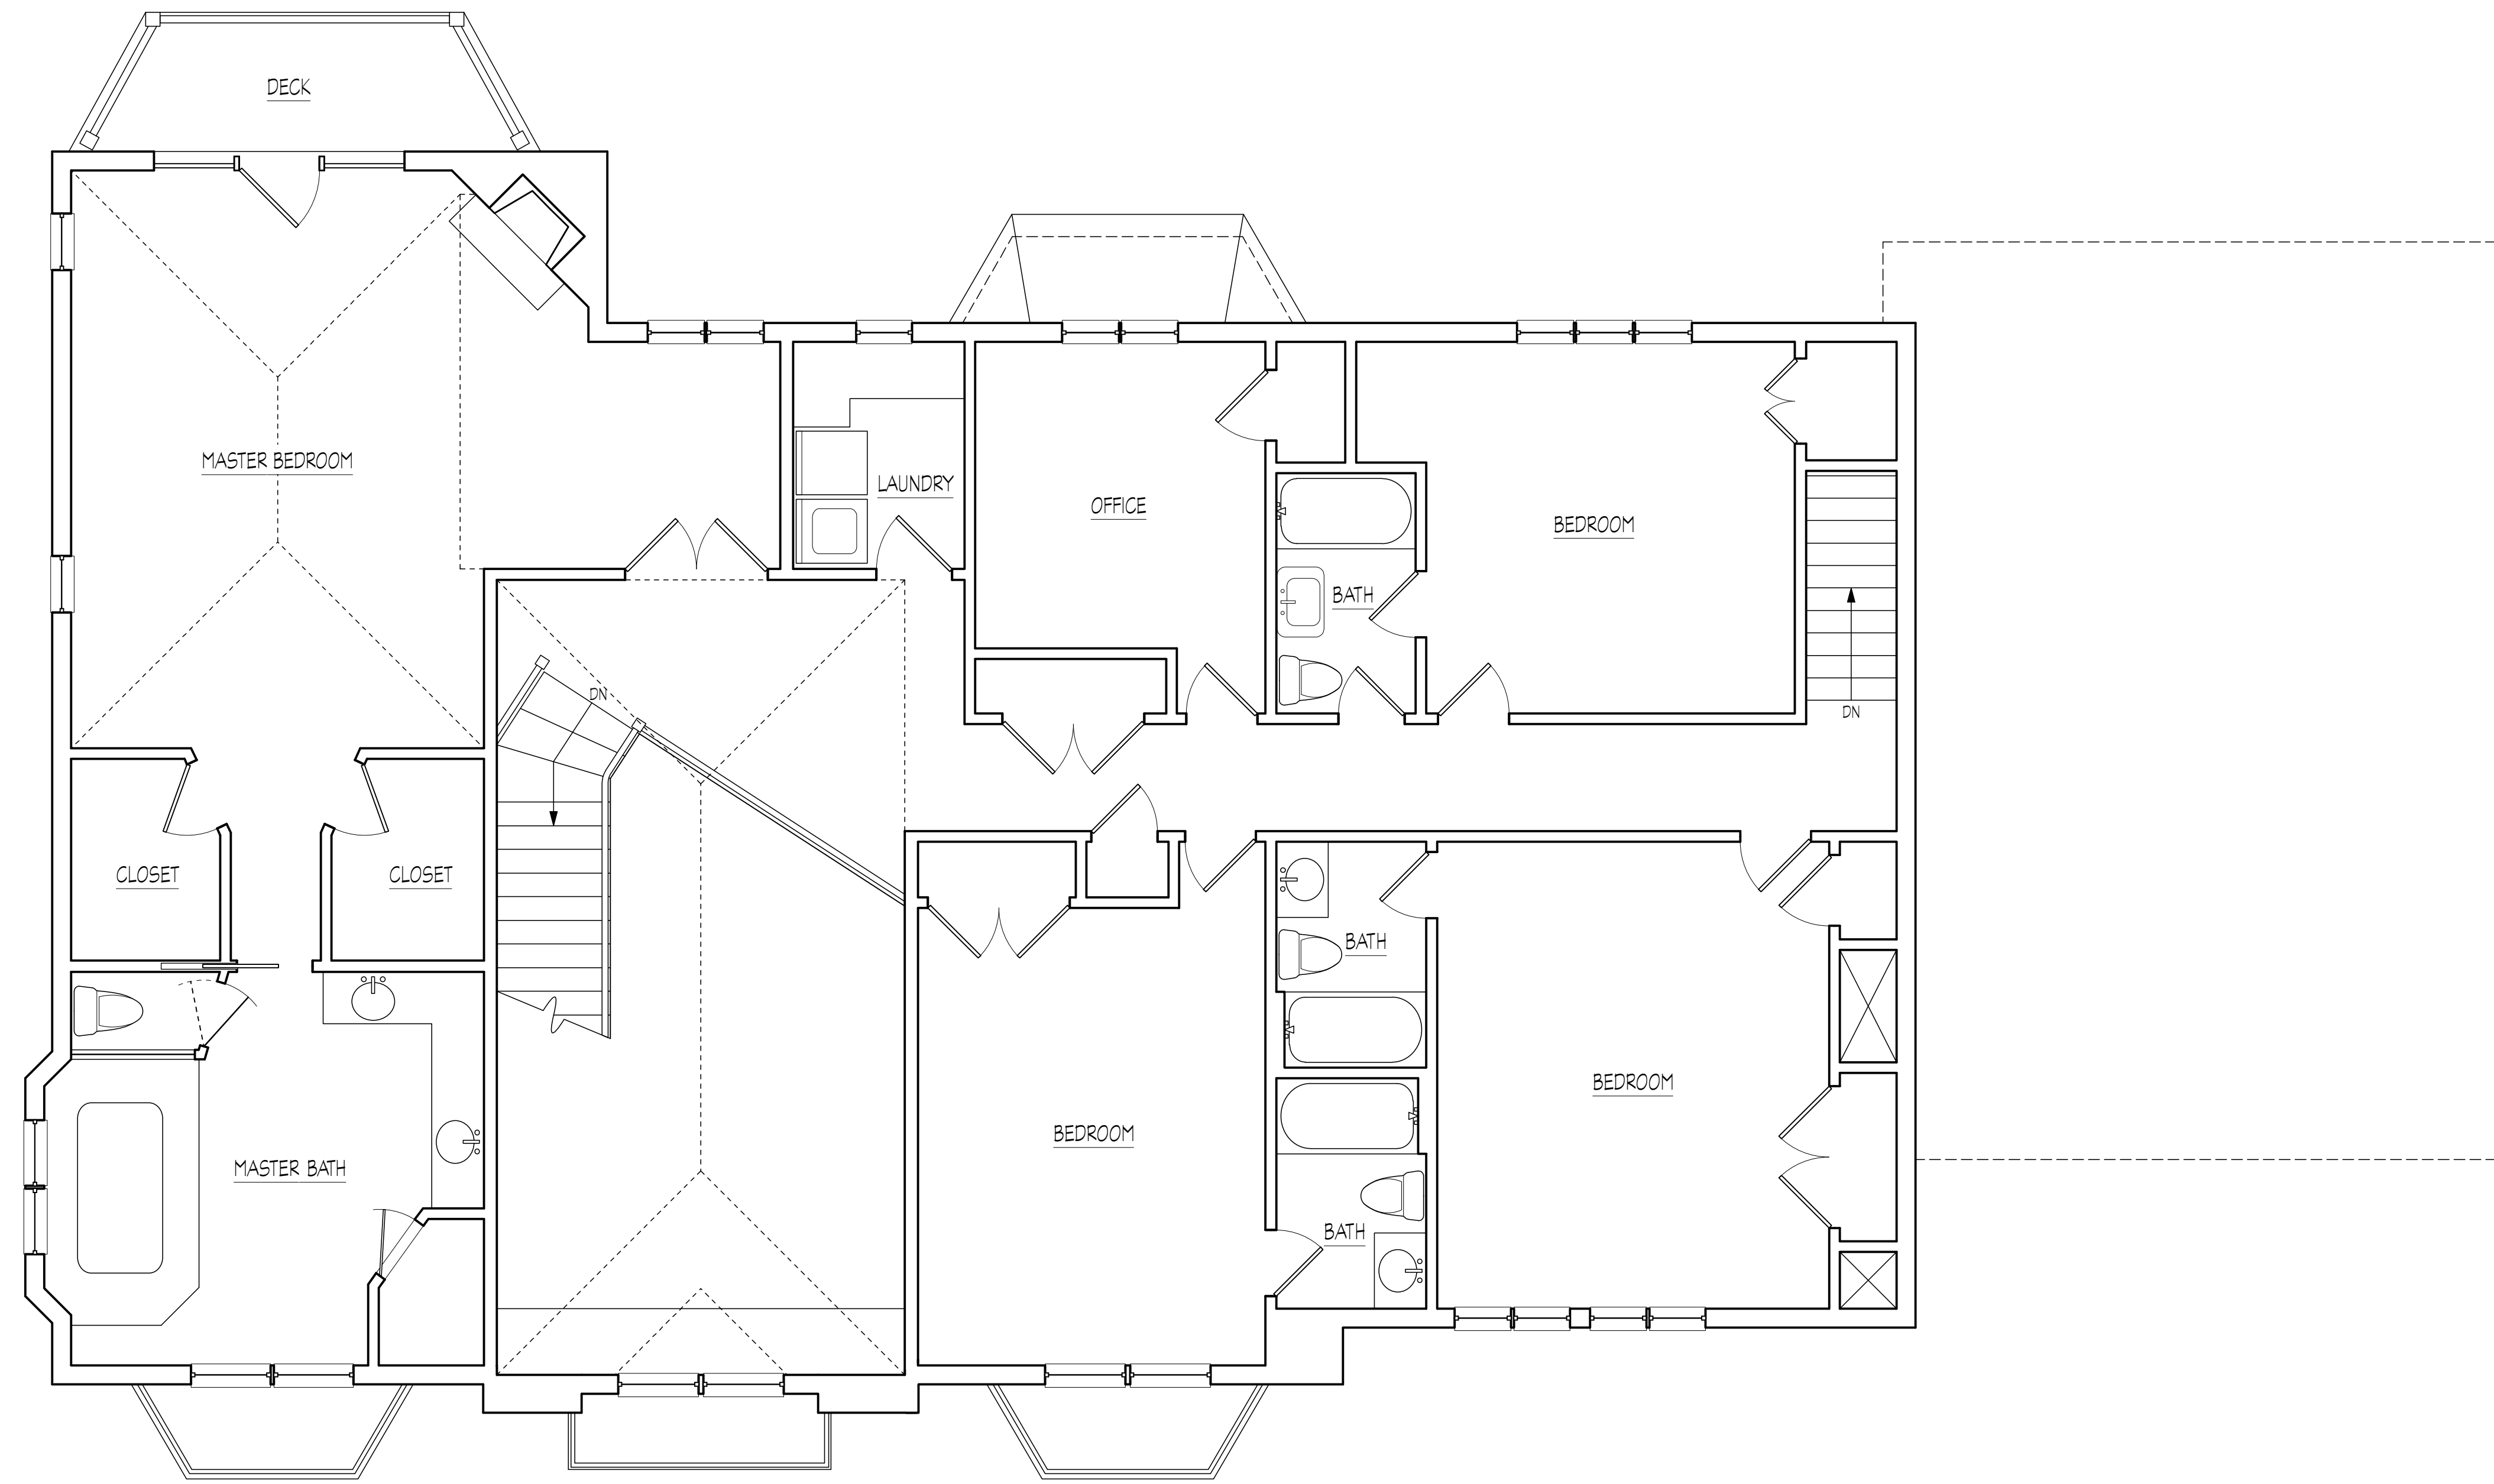 DECK
MASTER BEDROOM
LAUNDRY
OFFICE
BEDROOM
BATH
DN
DN
CLOSET
CLOSET
BATH
BEDROOM
BEDROOM
MASTER BATH
BATH